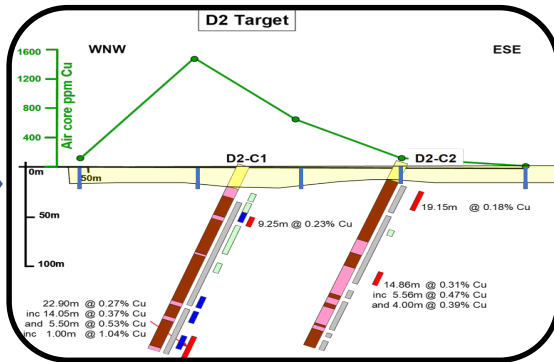 D2 Target
WNW
ESE
1600
1200
800
400
0m
Air core ppm Cu
50m
D2-C1
D2-C2
50m
100m
9.25m @ 0.23% Cu
19.15m @ 0.18% Cu
14.86m @ 0.31% Cu
inc 5.56m @ 0.47% Cu
and 4.00m @ 0.39% Cu
22.90m @ 0.27% Cu
inc 14.05m @ 0.37% Cu
and 5.50m @ 0.53% Cu
inc 1.00m @ 1.04% Cu